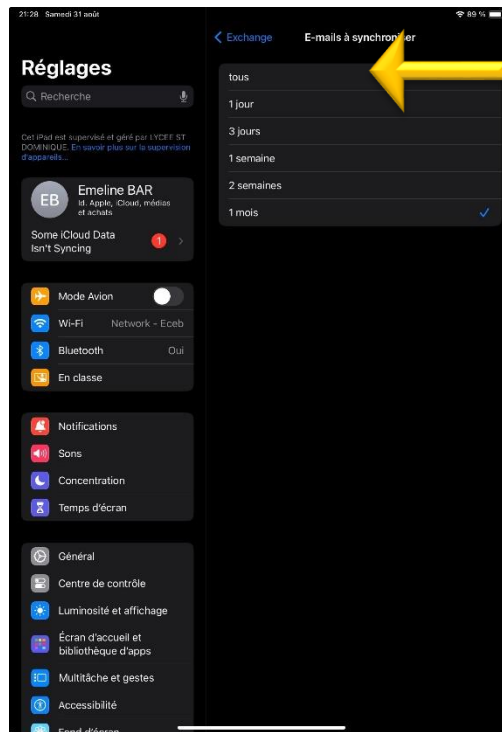 21:28 Samedi 31 août
89 %
Exchange
E-mails à synchroniser
Réglages
Recherche
Cet iPad est supervisé et géré par LYCEE ST
DOMINIQUE. En savoir plus sur la supervision
d'appareils...
EB
Emeline BAR
Id. Apple, iCloud, médias
et achats
Some iCloud Data
Isn't Syncing
1
Mode Avion
Wi-Fi
Network - Eceb
Bluetooth
Oui
En classe
Notifications
Sons
Concentration
Temps d'écran
Général
Centre de contrôle
Luminosité et affichage
Écran d'accueil et
bibliothèque d'apps
Multitâche et gestes
Accessibilité
Fond d'écran
tous
1 jour
3 jours
1 semaine
2 semaines
1 mois